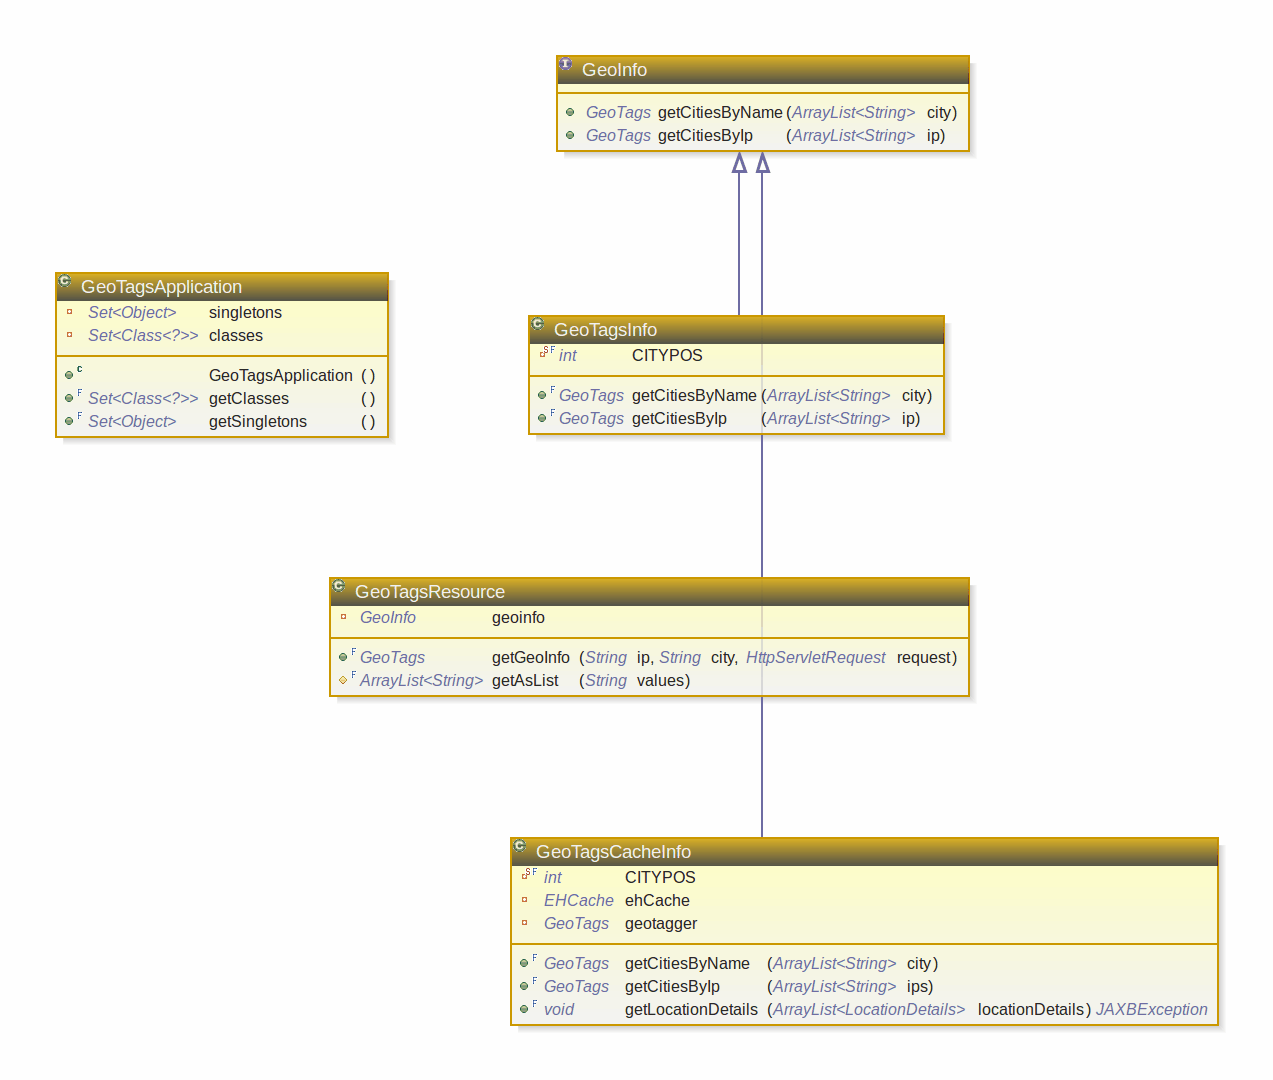 GeoInfo
GeoTags getCitiesByName (ArrayList<String> city)
GeoTags getCitiesByIp (ArrayList<String> ip)
GeoTagsApplication
Set<Object> singletons
Set<Class<?>> classes
GeoTagsApplication ( )
Set<Class<?>> getClasses ( )
Set<Object> getSingletons ( )
GeoTagsInfo
S F int CITYPOS
F GeoTags getCitiesByName (ArrayList<String> city)
F GeoTags getCitiesByIp (ArrayList<String> ip)
GeoTagsResource
GeoInfo geoinfo
F GeoTags getGeoInfo (String ip, String city, HttpServletRequest request)
F ArrayList<String> getAsList (String values)
GeoTagsCacheInfo
S F int CITYPOS
EHCache ehCache
GeoTags geotagger
F GeoTags getCitiesByName (ArrayList<String> city)
F GeoTags getCitiesByIp (ArrayList<String> ips)
F void getLocationDetails (ArrayList<LocationDetails> locationDetails) JAXBException